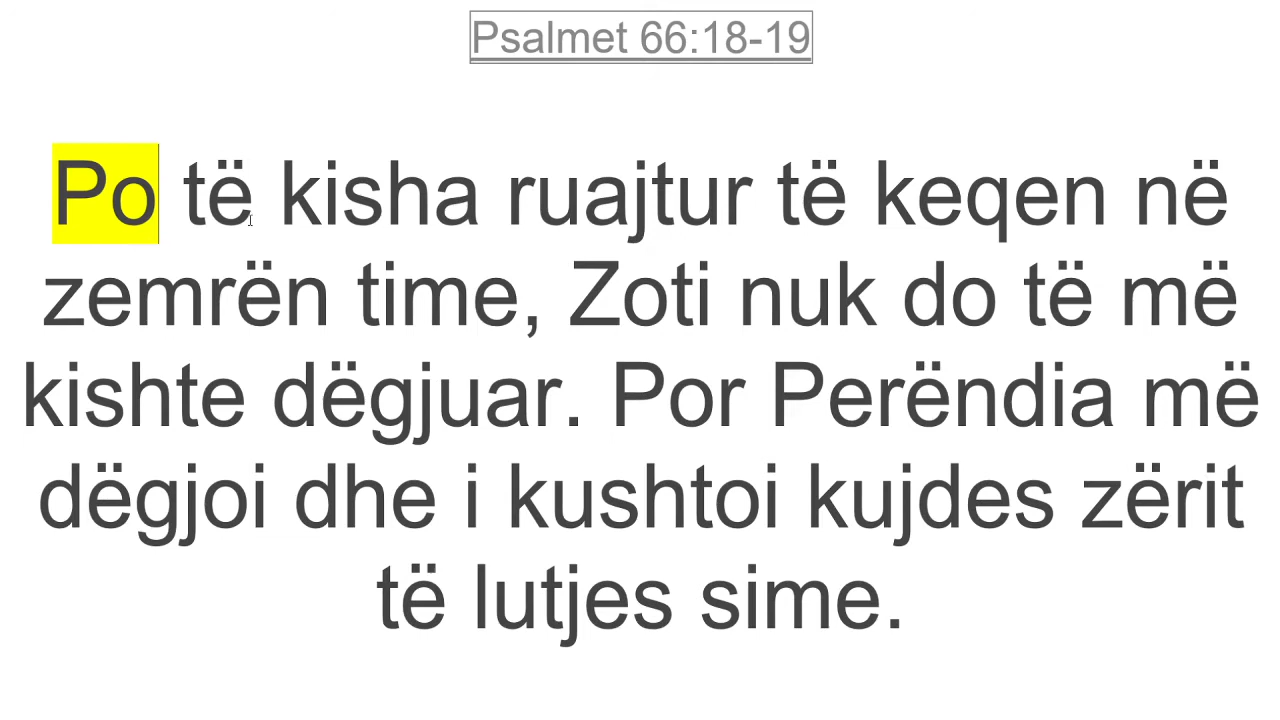 Psalmet 66:18-19
Po të kisha ruajtur të keqen në
zemrën time, Zoti nuk do të më
kishte dëgjuar. Por Perëndia më
dëgjoi dhe i kushtoi kujdes zërit
të lutjes sime.